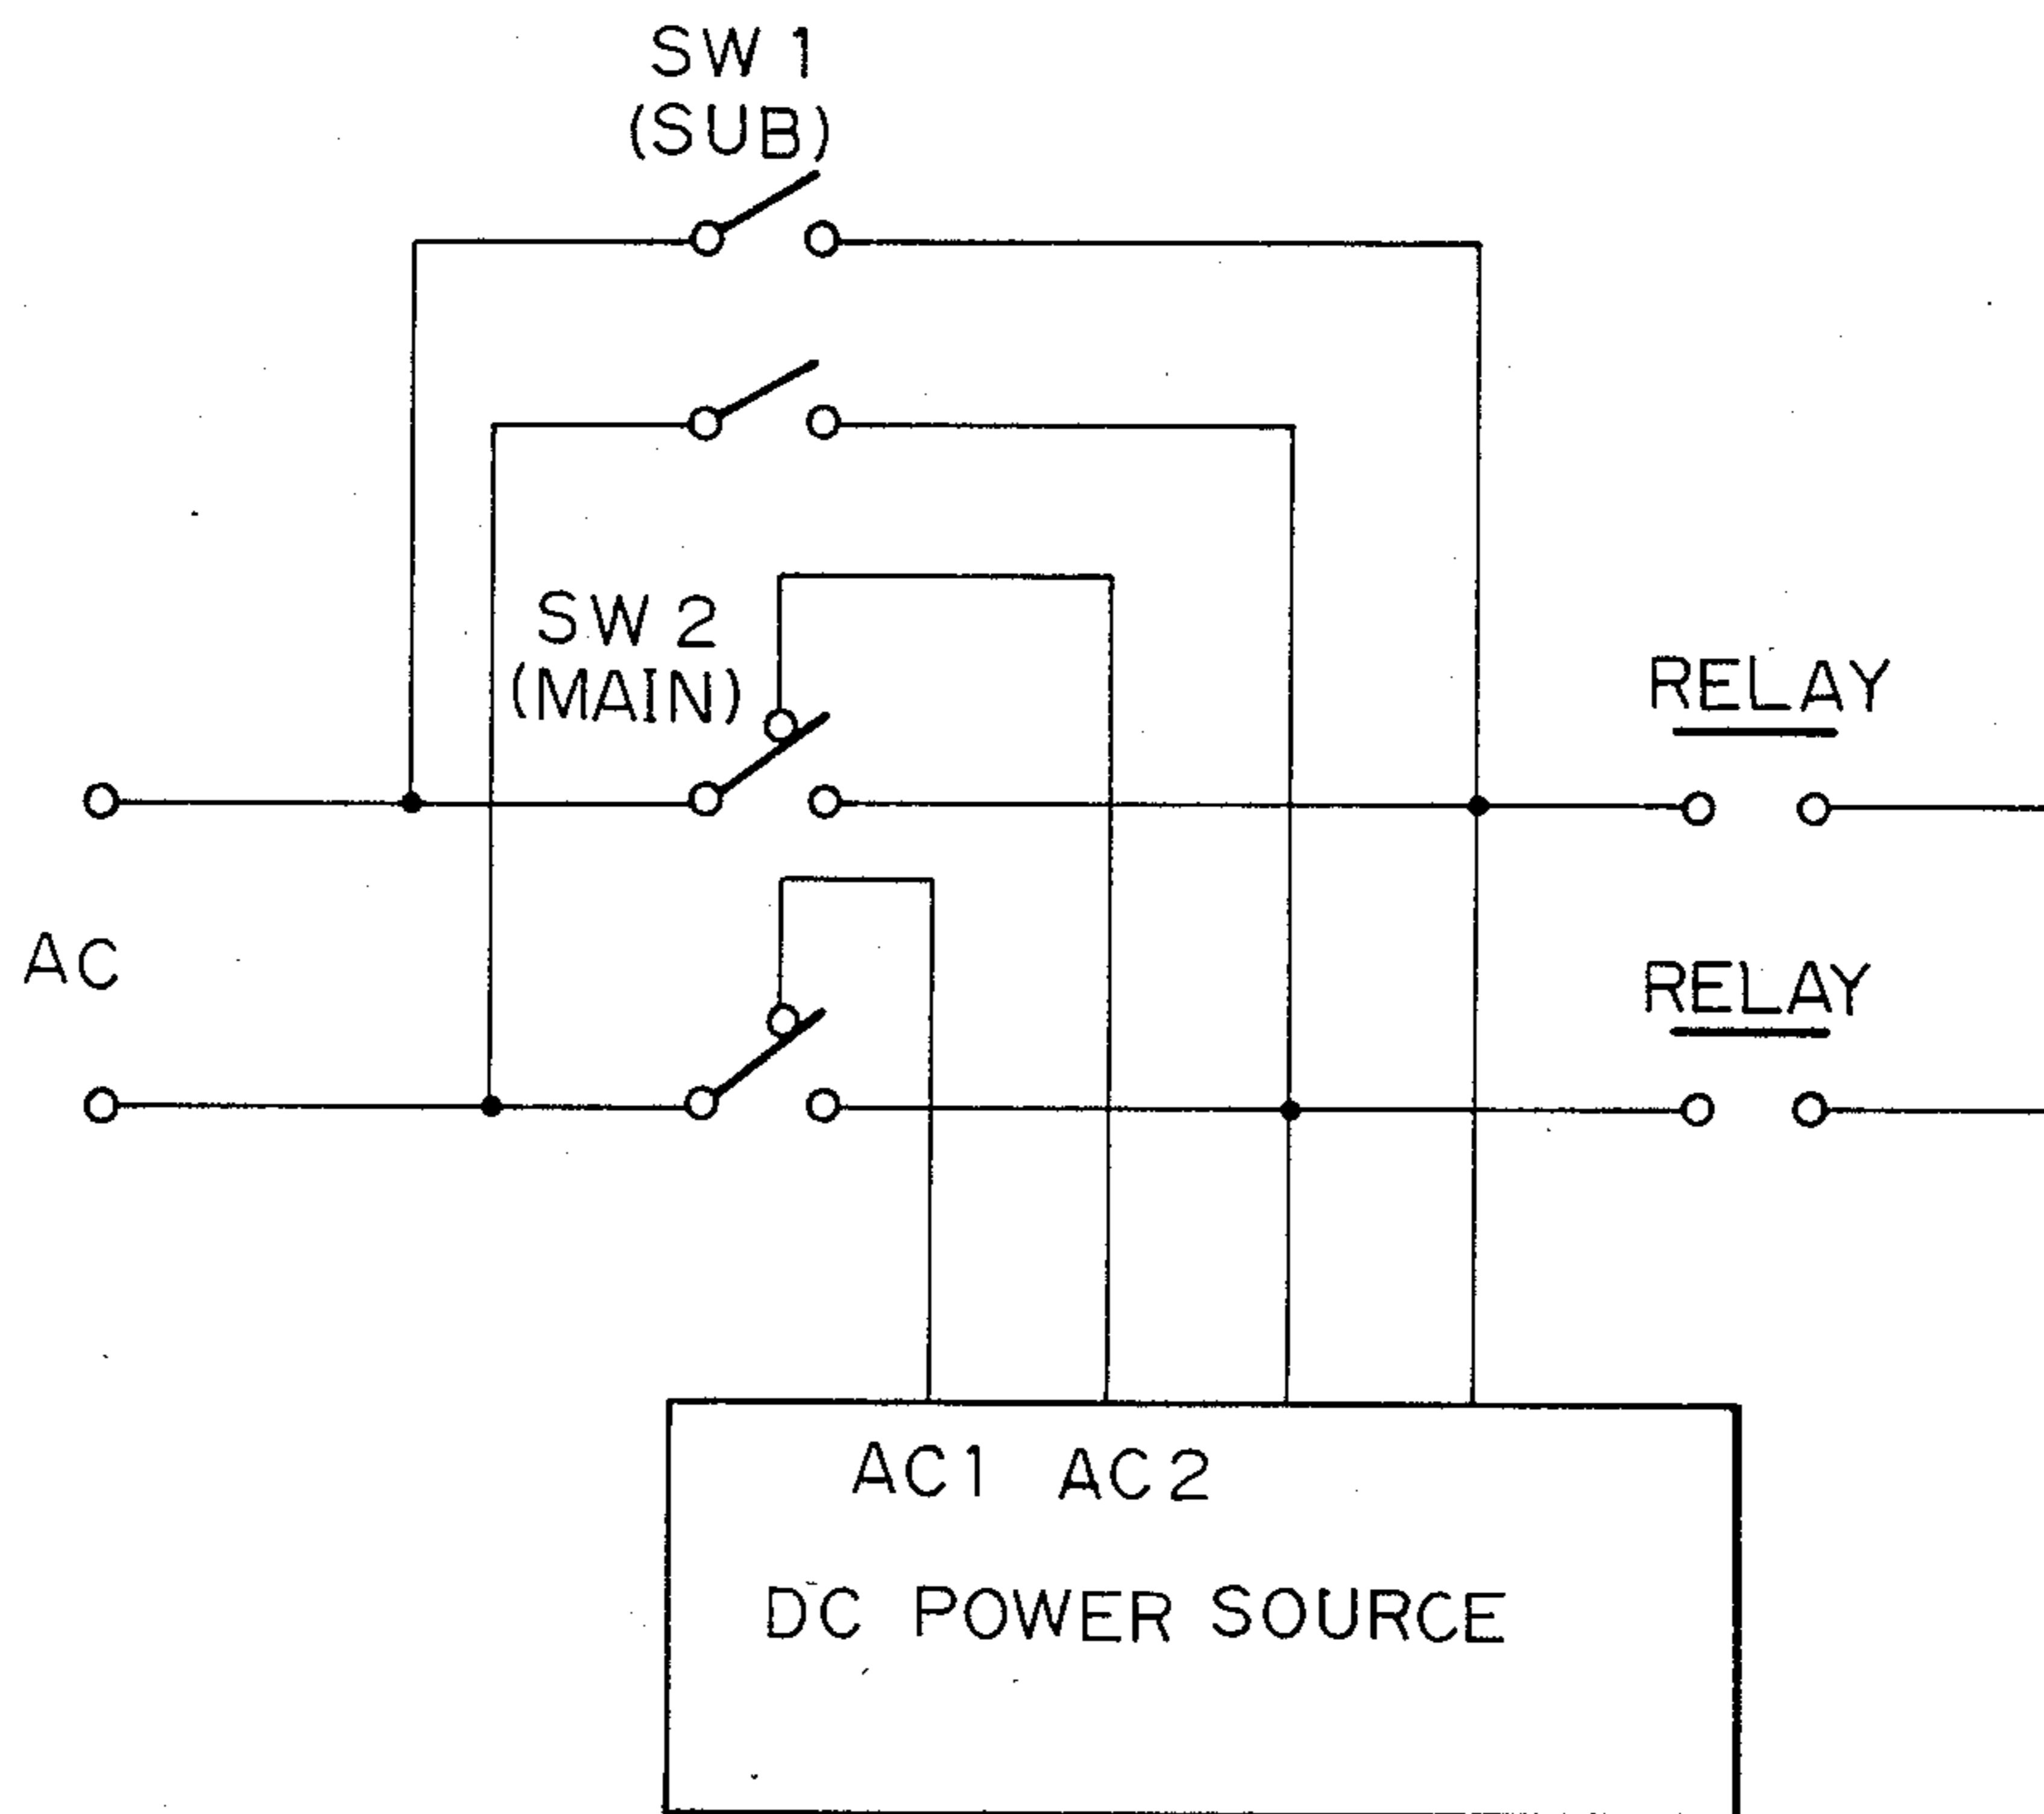 SW 1
(SUB)
SW 2
(MAIN)
RELAY
AC
RELAY
AC1 AC2
DC POWER SOURCE